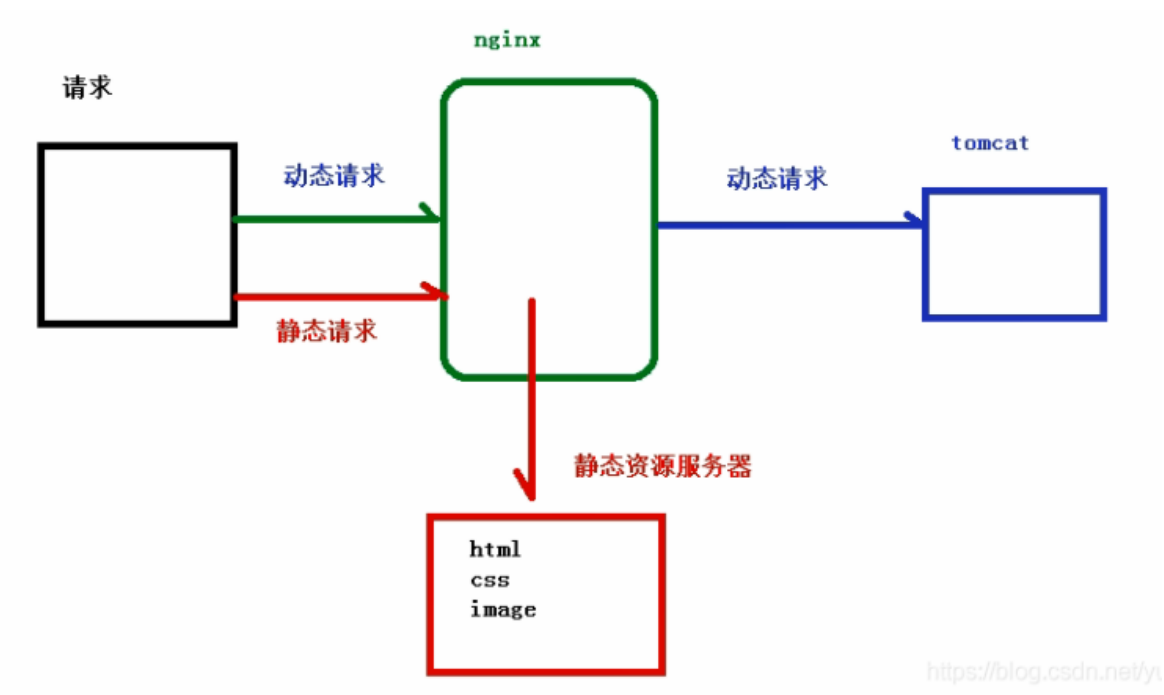 nginx
请求
tomcat
动态请求
动态请求
静态请求
静态资源服务器
html
css
image
https://blog.csdn.net/yu